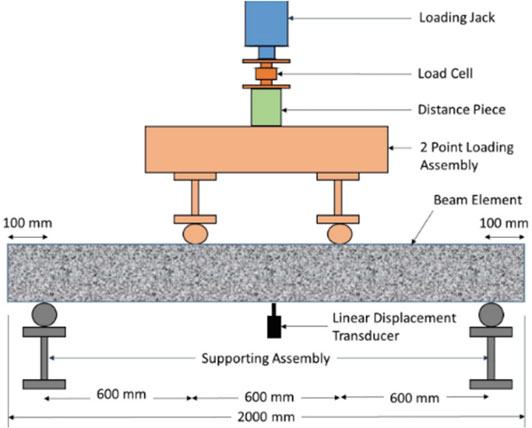 Loading Jack
Load Cell
Distance Piece
2 Point Loading
Assembly
Beam Element
100 mm
100 mm
Linear Displacement
Transducer
Supporting Assembly
600 mm
600 mm
600 mm
2000 mm